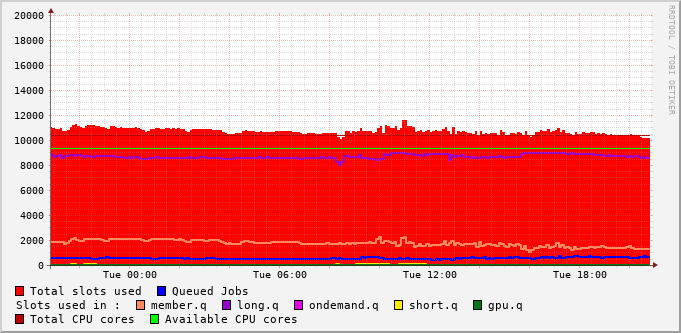 20000
18000
16000
14000
12000
10000
8000
6000
4000
2000
0
Tue 00:00 Tue 06:00 Tue 12:00 Tue 18:00
RRDTOOL / TOBI OETIKER
Total slots used Queued Jobs
Slots used in : member.q long.q ondemand.q short.q gpu.q
Total CPU cores Available CPU cores